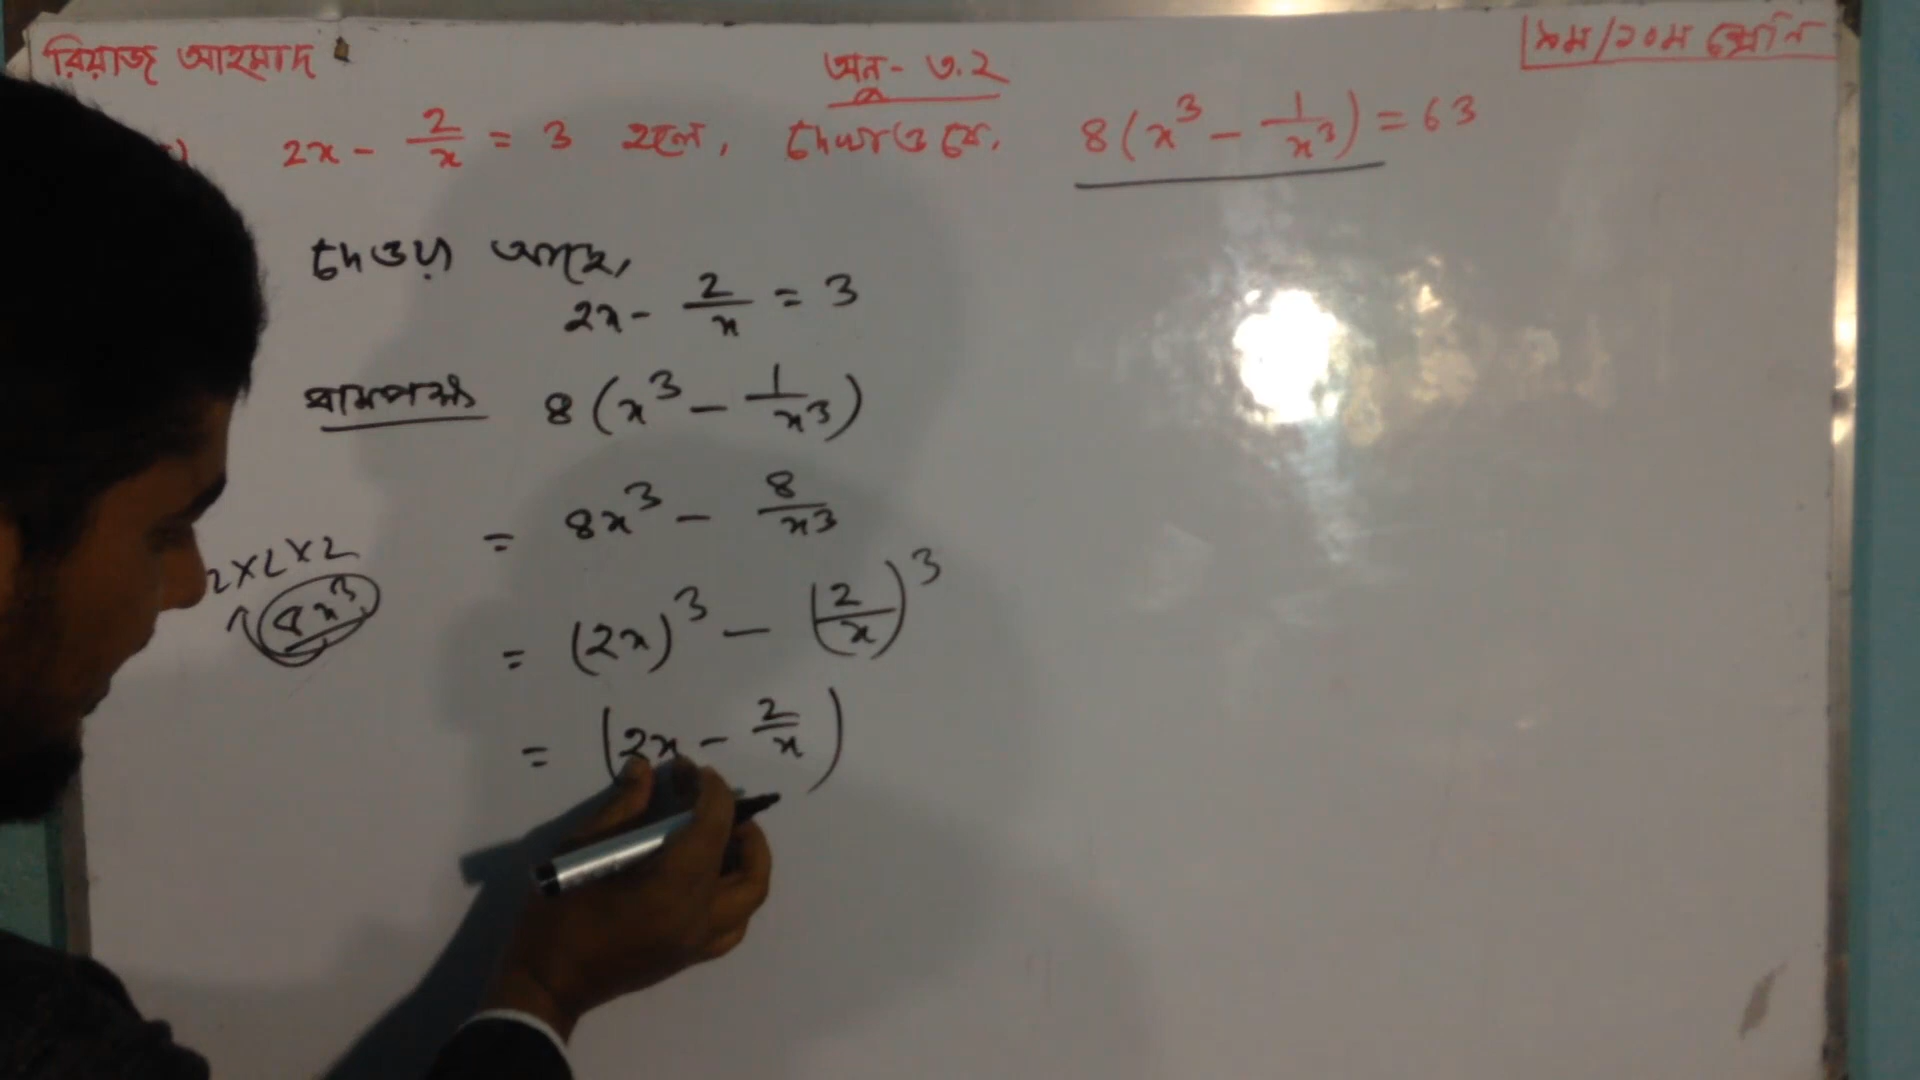 রিয়াজ আহমাদ
অনু - ৩.২
৯ম/১০ম শ্রেনি
2x - 2/x = 3 হলে, দেখাও যে, 8(x³ - 1/x³) = 63
দেওয়া আছে,
2x - 2/x = 3
বামপক্ষ 8(x³ - 1/x³)
= 8x³ - 8/x³
2×2×2
8x³
= (2x)³ - (2/x)³
= (2x - 2/x)